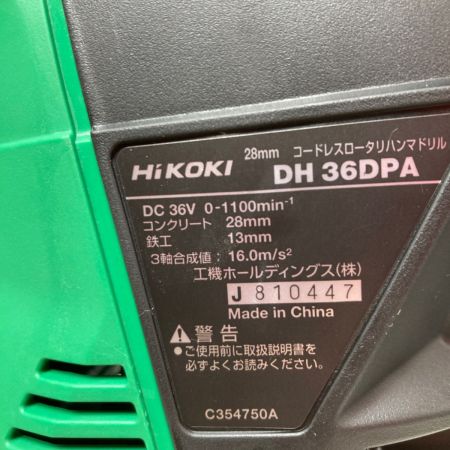 28mm コードレスロータリハンマドリル
HiKOKI DH 36DPA
DC 36V 0-1100min⁻¹
コンクリート 28mm
鉄工 13mm
3軸合成値: 16.0m/s²
工機ホールディングス(株)
J 810447
Made in China
警告
●ご使用前に取扱説明書を
必ずよくお読みください。
C354750A